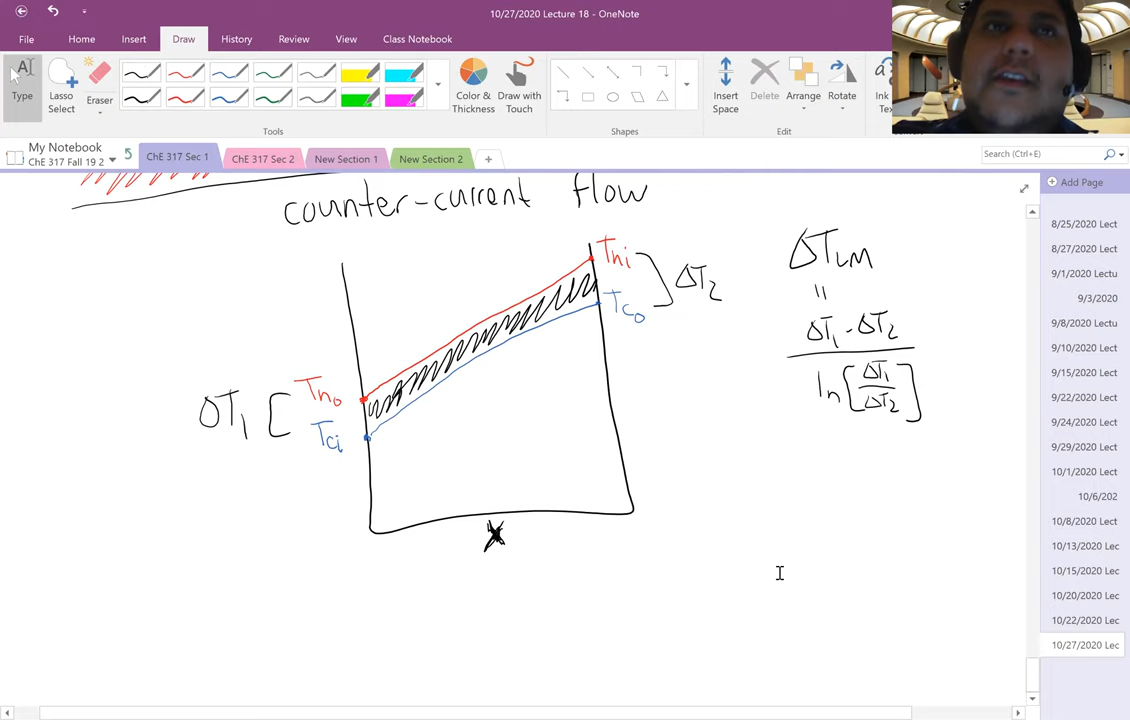 10/27/2020 Lecture 18 - OneNote
File Home Insert Draw History Review View Class Notebook
Type
Lasso Select
Eraser
Color & Thickness
Draw with Touch
Insert Space
Delete
Arrange
Rotate
Ink
Text
Tools
Shapes
Edit
My Notebook
ChE 317 Fall 19 2
ChE 317 Sec 1
ChE 317 Sec 2
New Section 1
New Section 2
+
Search (Ctrl+E)
Add Page
8/25/2020 Lect
8/27/2020 Lect
9/1/2020 Lectu
9/3/2020
9/8/2020 Lectu
9/10/2020 Lect
9/15/2020 Lect
9/22/2020 Lect
9/24/2020 Lect
9/29/2020 Lect
10/1/2020 Lect
10/6/202
10/8/2020 Lect
10/13/2020 Lec
10/15/2020 Lec
10/20/2020 Lec
10/22/2020 Lec
10/27/2020 Lec
counter-current flow
Thi
Tco
ΔT2
Tho
Tci
ΔT1
x
ΔTLM
=
ΔT1 - ΔT2
ln[ΔT1/ΔT2]